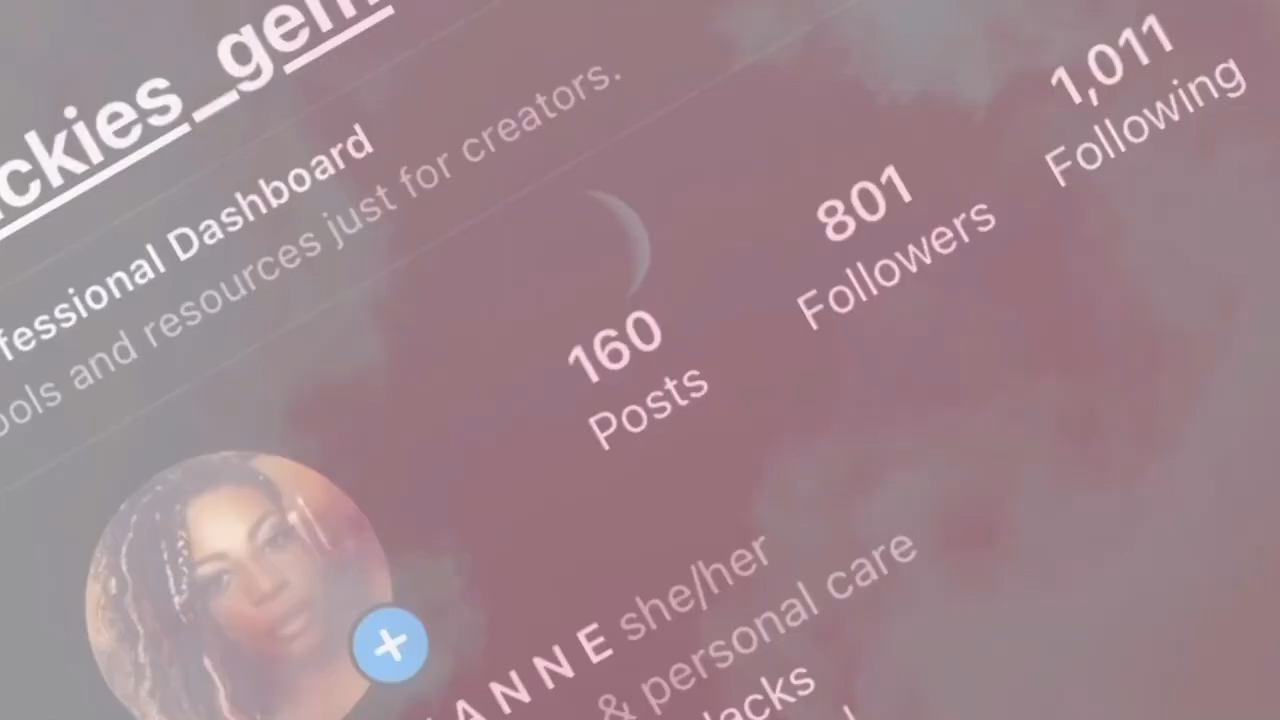 ckies_gem
fessional Dashboard
ools and resources just for creators.
160
Posts
801
Followers
1,011
Following
ANNE she/her
& personal care
lacks